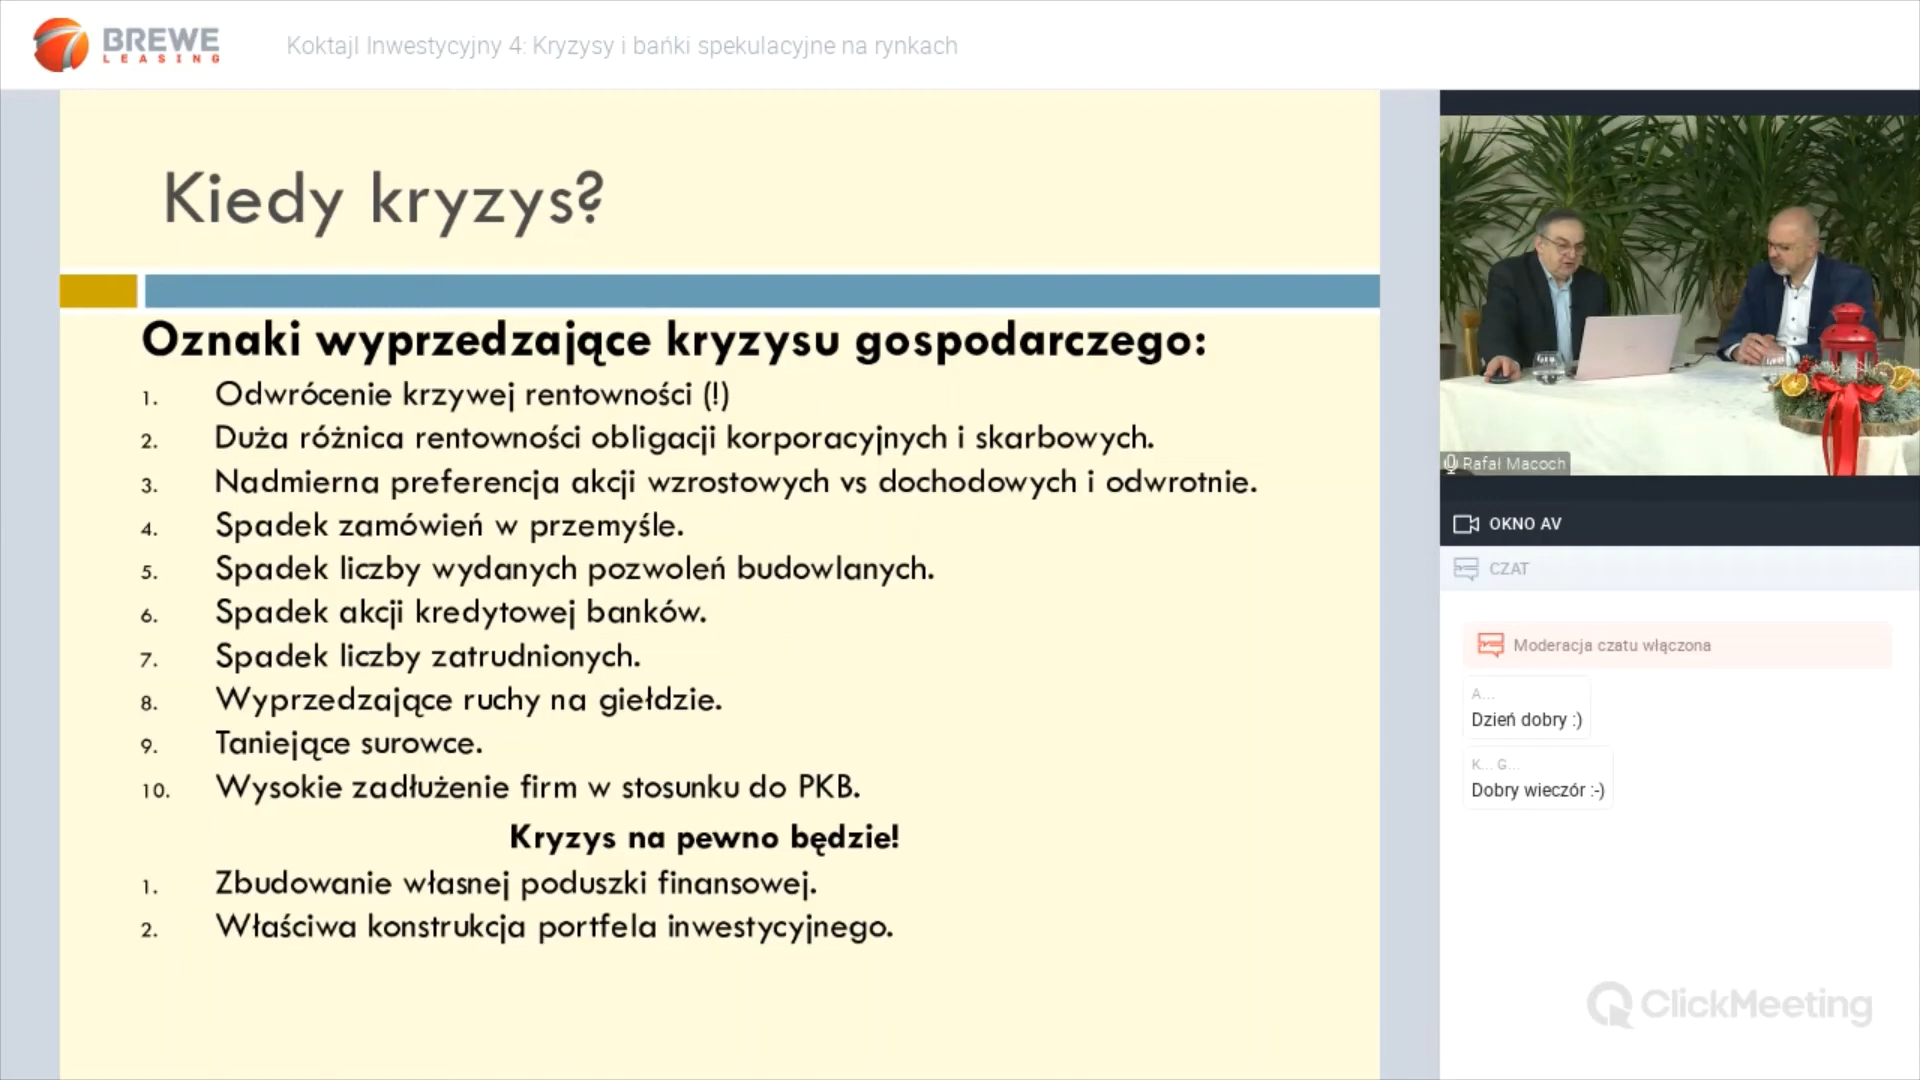 BREWE
LEASING
Koktajl Inwestycyjny 4: Kryzysy i bańki spekulacyjne na rynkach
Kiedy kryzys?
Oznaki wyprzedzające kryzysu gospodarczego:
1. Odwrócenie krzywej rentowności (!)
2. Duża różnica rentowności obligacji korporacyjnych i skarbowych.
3. Nadmierna preferencja akcji wzrostowych vs dochodowych i odwrotnie.
4. Spadek zamówień w przemyśle.
5. Spadek liczby wydanych pozwoleń budowlanych.
6. Spadek akcji kredytowej banków.
7. Spadek liczby zatrudnionych.
8. Wyprzedzające ruchy na giełdzie.
9. Taniejące surowce.
10. Wysokie zadłużenie firm w stosunku do PKB.
Kryzys na pewno będzie!
1. Zbudowanie własnej poduszki finansowej.
2. Właściwa konstrukcja portfela inwestycyjnego.
Rafał Macoch
OKNO AV
CZAT
Moderacja czatu włączona
A...
Dzień dobry :)
K... G...
Dobry wieczór :-)
ClickMeeting